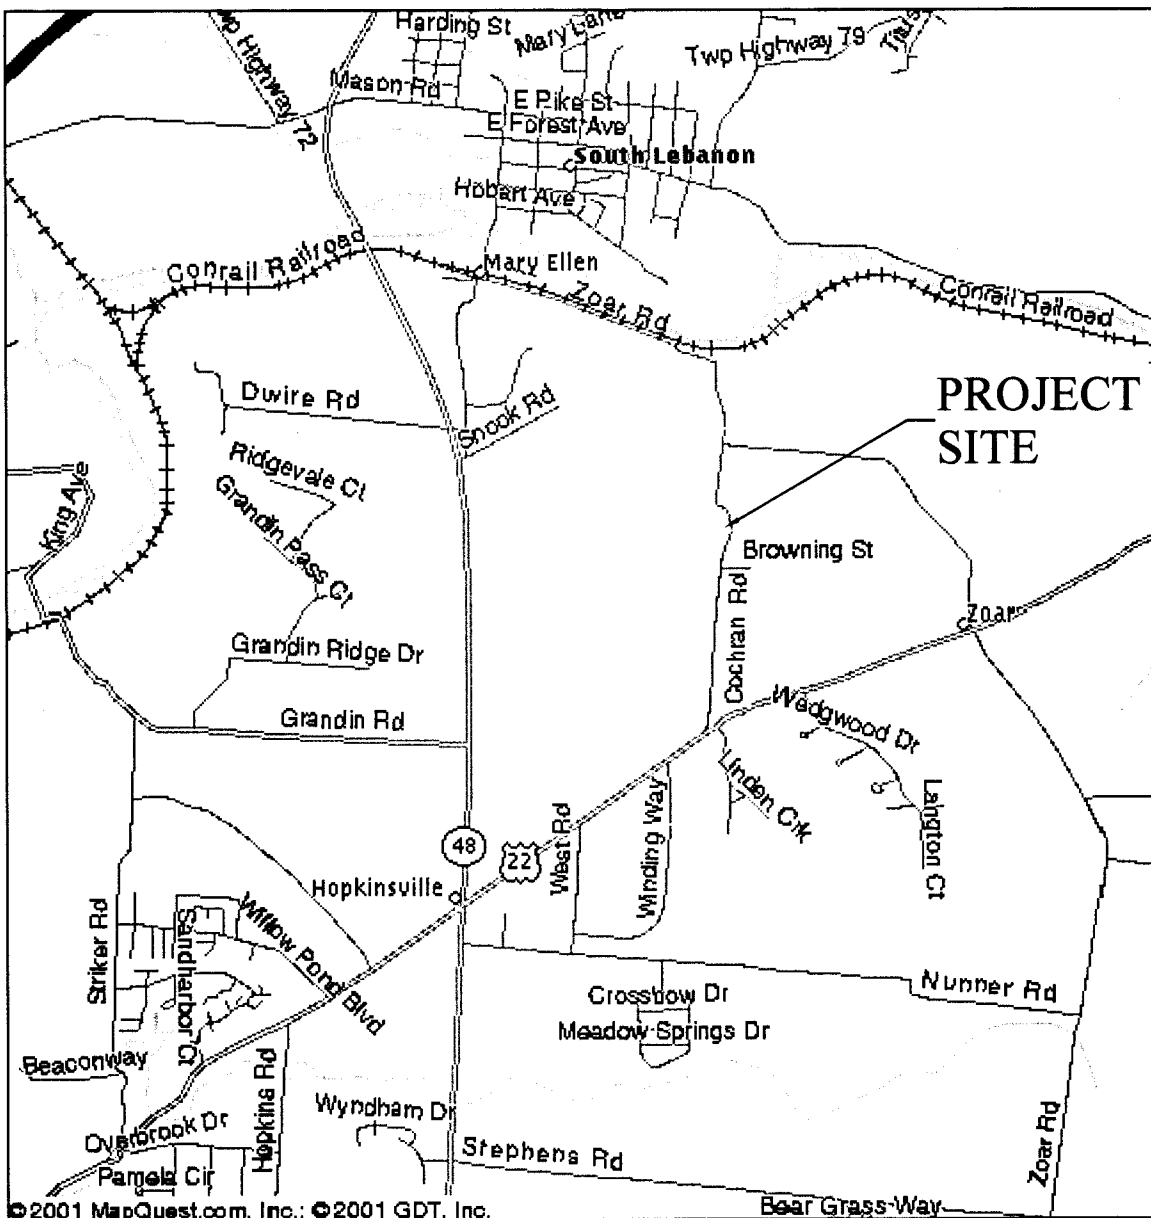 Harding St
Mary Lane
Twp Highway 79
Twp Highway 72
Mason Rd
E Pike St
E Forest Ave
South Lebanon
Hobart Ave
Conrail Railroad
Mary Ellen
Zoar Rd
Conrail Railroad
PROJECT
SITE
Dwire Rd
Snook Rd
Ridgevale Ct
Grandin Pass Ct
King Ave
Browning St
Cochran Rd
Zoar
Grandin Ridge Dr
Grandin Rd
Wedgwood Dr
Linden Crk
Langton Ct
48
22
West Rd
Winding Way
Hopkinsville
Striker Rd
Sandharbor Ct
Willow Pond Blvd
Nunner Rd
Crossbow Dr
Meadow Springs Dr
Beaconway
Hopkins Rd
Wyndham Dr
Overbrook Dr
Stephens Rd
Zoar Rd
Pamela Cir
Bear Grass Way
©2001 MapQuest.com, Inc.; ©2001 GDT, Inc.